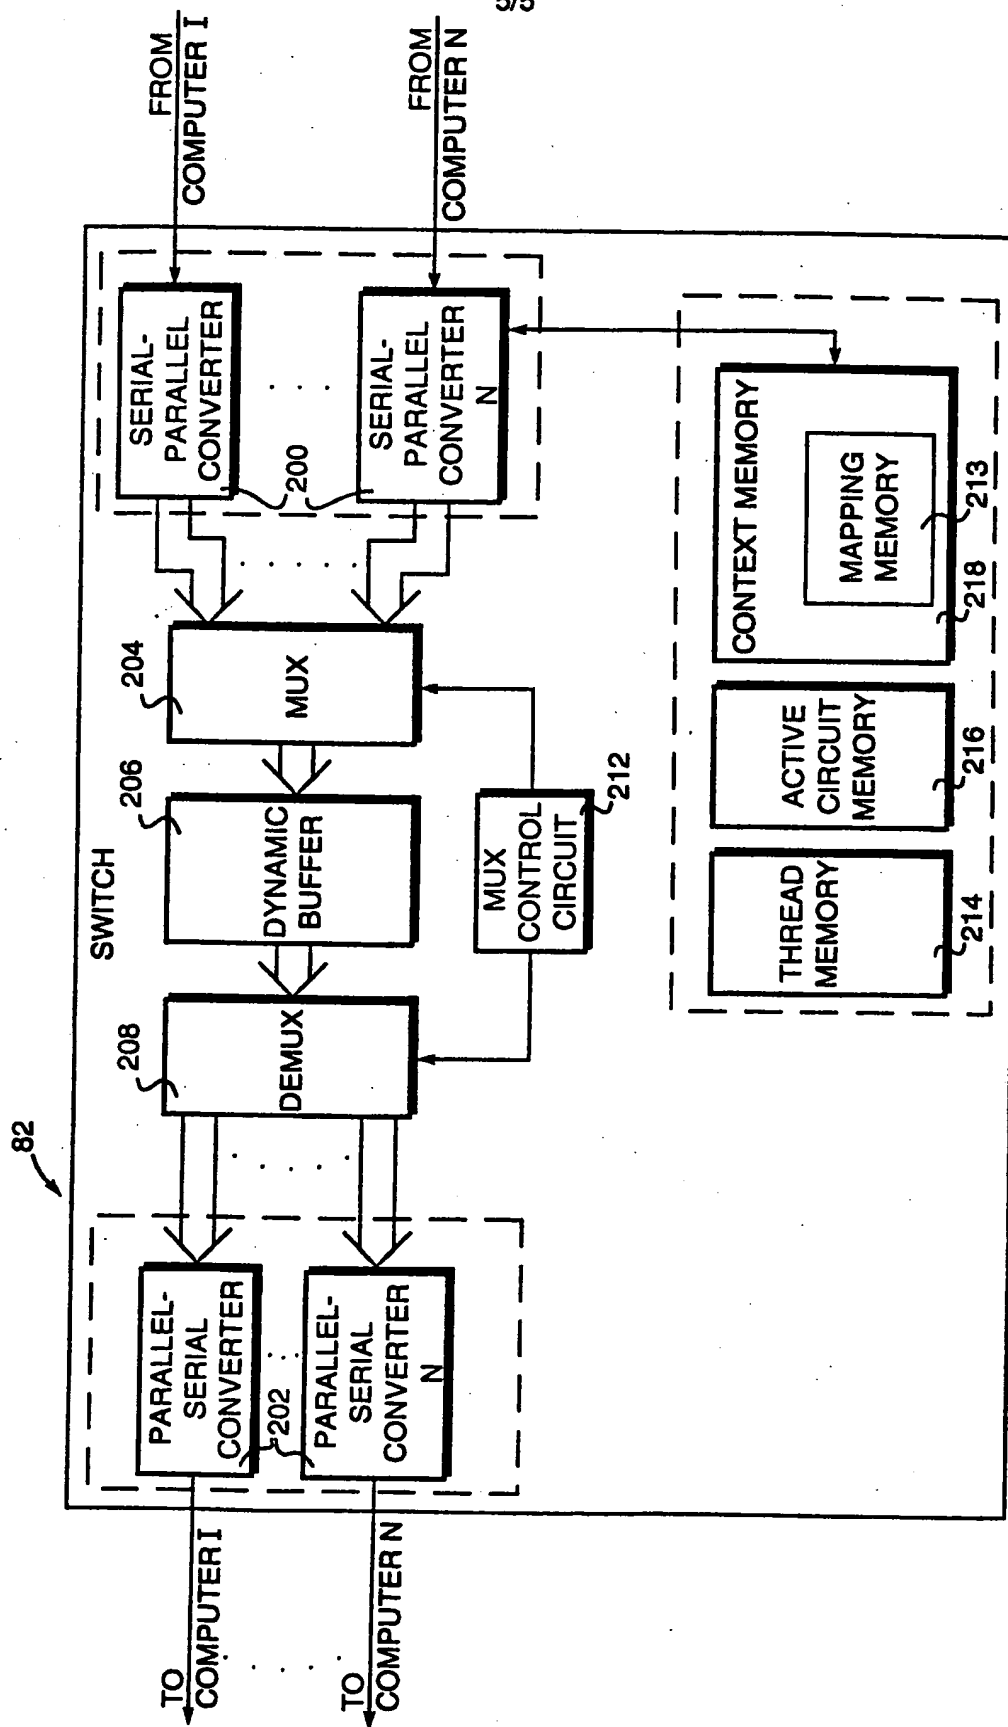 5/5
82
SWITCH
FROM
COMPUTER I
FROM
COMPUTER N
SERIAL-
PARALLEL
CONVERTER
SERIAL-
PARALLEL
CONVERTER
N
200
204
MUX
206
DYNAMIC
BUFFER
208
DEMUX
MUX
CONTROL
CIRCUIT
212
PARALLEL-
SERIAL
CONVERTER
202
PARALLEL-
SERIAL
CONVERTER
N
TO
COMPUTER I
TO
COMPUTER N
THREAD
MEMORY
214
ACTIVE
CIRCUIT
MEMORY
216
CONTEXT MEMORY
218
MAPPING
MEMORY
213